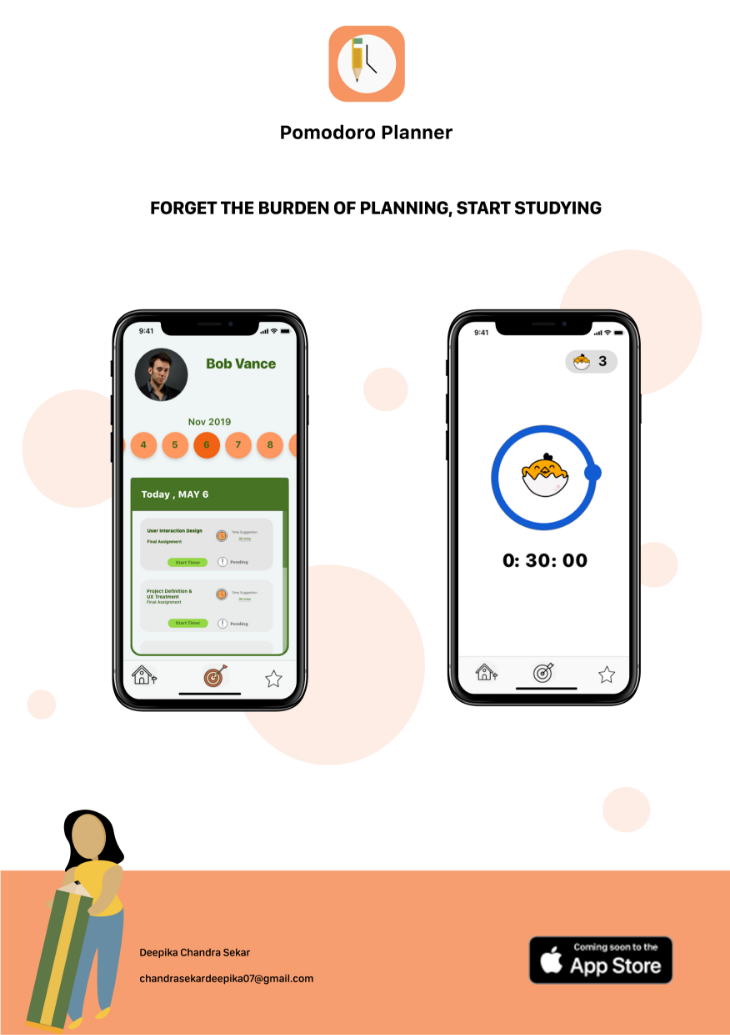 Pomodoro Planner
FORGET THE BURDEN OF PLANNING, START STUDYING
9:41
Bob Vance
Nov 2019
4 5 6 7 8
Today , MAY 6
User Interaction Design
Final Assignment
Time Suggestion
Start Timer
Pending
Project Definition &
UX Treatment
Final Assignment
Time Suggestion
Start Timer
Pending
9:41
3
0: 30: 00
Deepika Chandra Sekar
chandrasekardeepika07@gmail.com
Coming soon to the
App Store